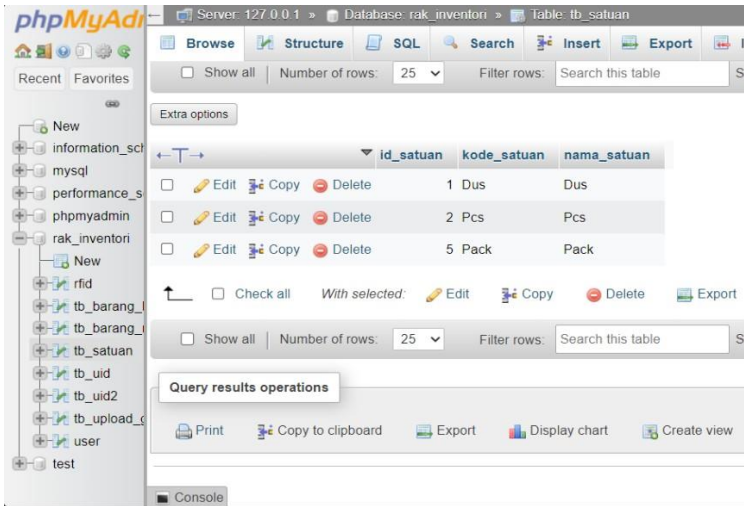 phpMyAdm
Recent Favorites
New
information_sch
mysql
performance_s
phpmyadmin
rak_inventori
New
rfid
tb_barang_
tb_barang_
tb_satuan
tb_uid
tb_uid2
tb_upload_g
user
test
Server: 127.0.0.1 » Database: rak_inventori » Table: tb_satuan
Browse Structure SQL Search Insert Export
Show all Number of rows: 25 Filter rows: Search this table
Extra options
id_satuan kode_satuan nama_satuan
Edit Copy Delete 1 Dus Dus
Edit Copy Delete 2 Pcs Pcs
Edit Copy Delete 5 Pack Pack
Check all With selected: Edit Copy Delete Export
Show all Number of rows: 25 Filter rows: Search this table
Query results operations
Print Copy to clipboard Export Display chart Create view
Console